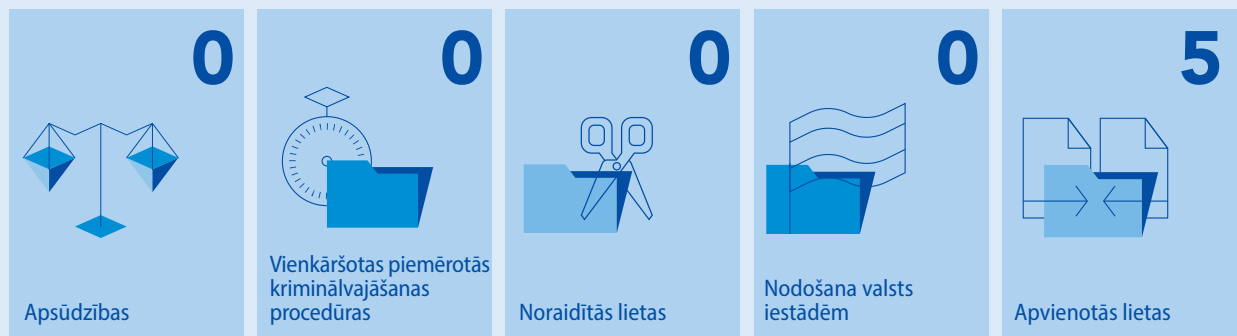 0
Apsūdzības
0
Vienkāršotas piemērotās
kriminālvajāšanas
procedūras
0
Noraidītās lietas
0
Nodošana valsts
iestādēm
5
Apvienotās lietas